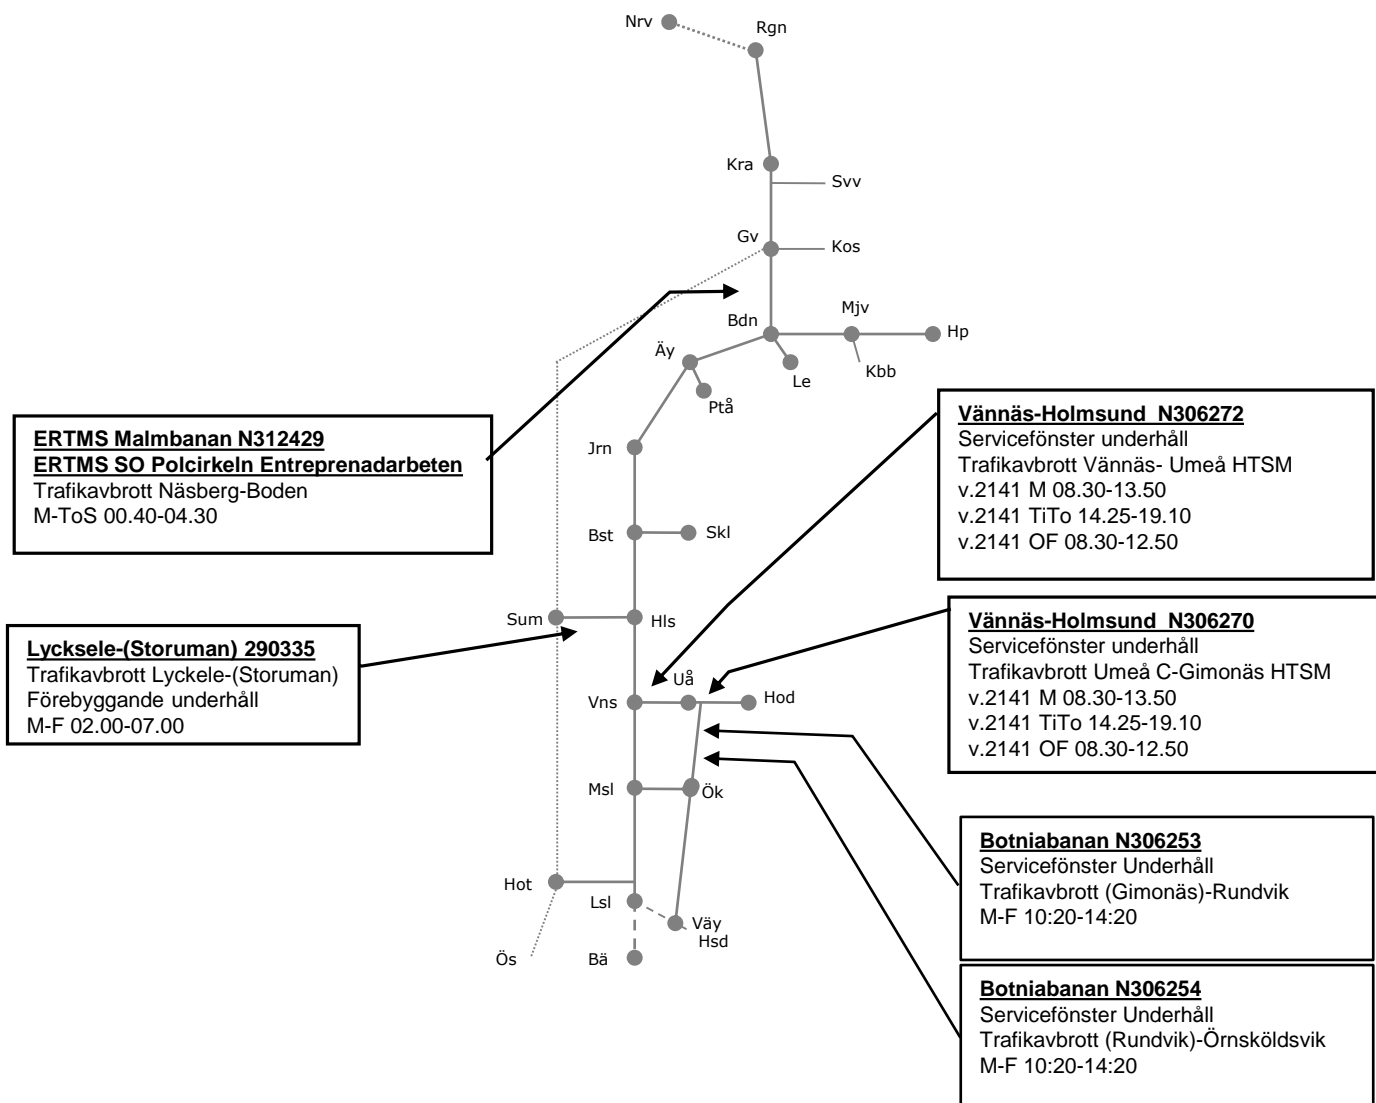 Nrv
Rgn
Kra
Svv
Gv
Kos
Bdn
Mjv
Hp
Äy
Le
Kbb
Ptå
Jrn
Bst
Skl
Sum
Hls
Uå
Vns
Hod
Msl
Ök
Hot
Lsl
Väy
Hsd
Ös
Bä
ERTMS Malmbanan N312429
ERTMS SO Polcirkeln Entreprenadarbeten
Trafikavbrott Näsberg-Boden
M-ToS 00.40-04.30
Lycksele-(Storuman) 290335
Trafikavbrott Lyckele-(Storuman)
Förebyggande underhåll
M-F 02.00-07.00
Vännäs-Holmsund N306272
Servicefönster underhåll
Trafikavbrott Vännäs- Umeå HTSM
v.2141 M 08.30-13.50
v.2141 TiTo 14.25-19.10
v.2141 OF 08.30-12.50
Vännäs-Holmsund N306270
Servicefönster underhåll
Trafikavbrott Umeå C-Gimonäs HTSM
v.2141 M 08.30-13.50
v.2141 TiTo 14.25-19.10
v.2141 OF 08.30-12.50
Botniabanan N306253
Servicefönster Underhåll
Trafikavbrott (Gimonäs)-Rundvik
M-F 10:20-14:20
Botniabanan N306254
Servicefönster Underhåll
Trafikavbrott (Rundvik)-Örnsköldsvik
M-F 10:20-14:20